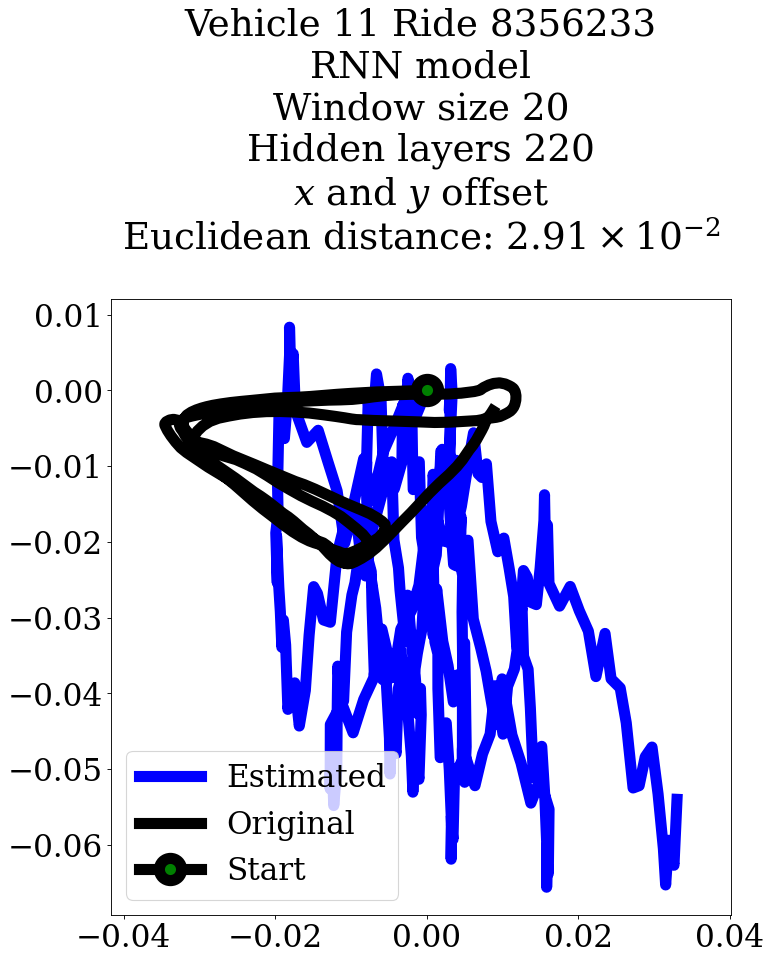 Vehicle 11 Ride 8356233
RNN model
Window size 20
Hidden layers 220
x and y offset
Euclidean distance: 2.91 × 10⁻²
0.01
0.00
−0.01
−0.02
−0.03
−0.04
−0.05
−0.06
Estimated
Original
Start
−0.04 −0.02 0.00 0.02 0.04